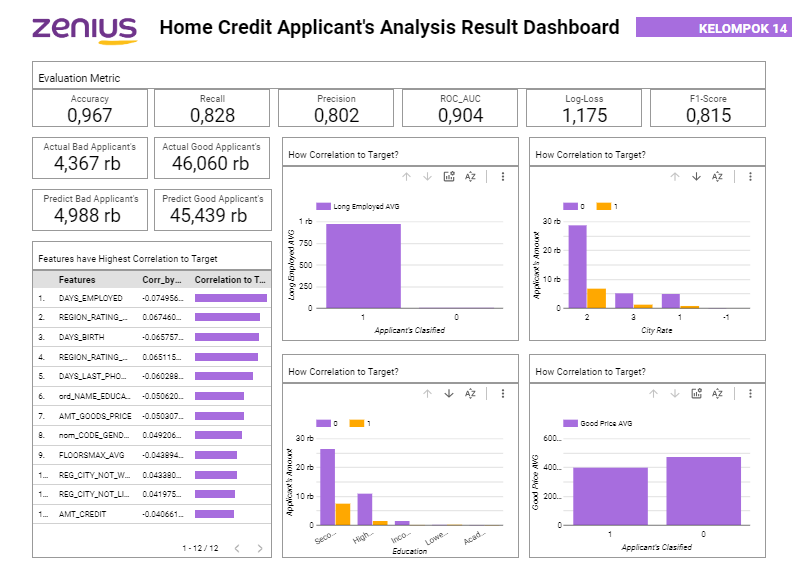 zenius
Home Credit Applicant's Analysis Result Dashboard
KELOMPOK 14
Evaluation Metric
Accuracy
0,967
Recall
0,828
Precision
0,802
ROC_AUC
0,904
Log-Loss
1,175
F1-Score
0,815
Actual Bad Applicant's
4,367 rb
Actual Good Applicant's
46,060 rb
Predict Bad Applicant's
4,988 rb
Predict Good Applicant's
45,439 rb
Features have Highest Correlation to Target
Features Corr_by... Correlation to T...
1. DAYS_EMPLOYED -0.074956...
2. REGION_RATING_... 0.067460...
3. DAYS_BIRTH -0.065757...
4. REGION_RATING_... 0.065115...
5. DAYS_LAST_PHO... -0.060288...
6. ord_NAME_EDUCA... -0.050620...
7. AMT_GOODS_PRICE -0.050307...
8. nom_CODE_GEND... 0.049206...
9. FLOORSMAX_AVG -0.043894...
1... REG_CITY_NOT_W... 0.043380...
1... REG_CITY_NOT_LI... 0.041975...
1... AMT_CREDIT -0.040661...
1 - 12 / 12
How Correlation to Target?
Long Employed AVG
Long Employed AVG
1 rb
750
500
250
0
1 0
Applicant's Clasified
How Correlation to Target?
0 1
Applicant's Amount
30 rb
20 rb
10 rb
0
2 3 1 -1
City Rate
How Correlation to Target?
0 1
Applicant's Amount
30 rb
20 rb
10 rb
0
Seco... High... Inco... Lowe... Acad...
Education
How Correlation to Target?
Good Price AVG
Good Price AVG
600...
400...
200...
0
1 0
Applicant's Clasified